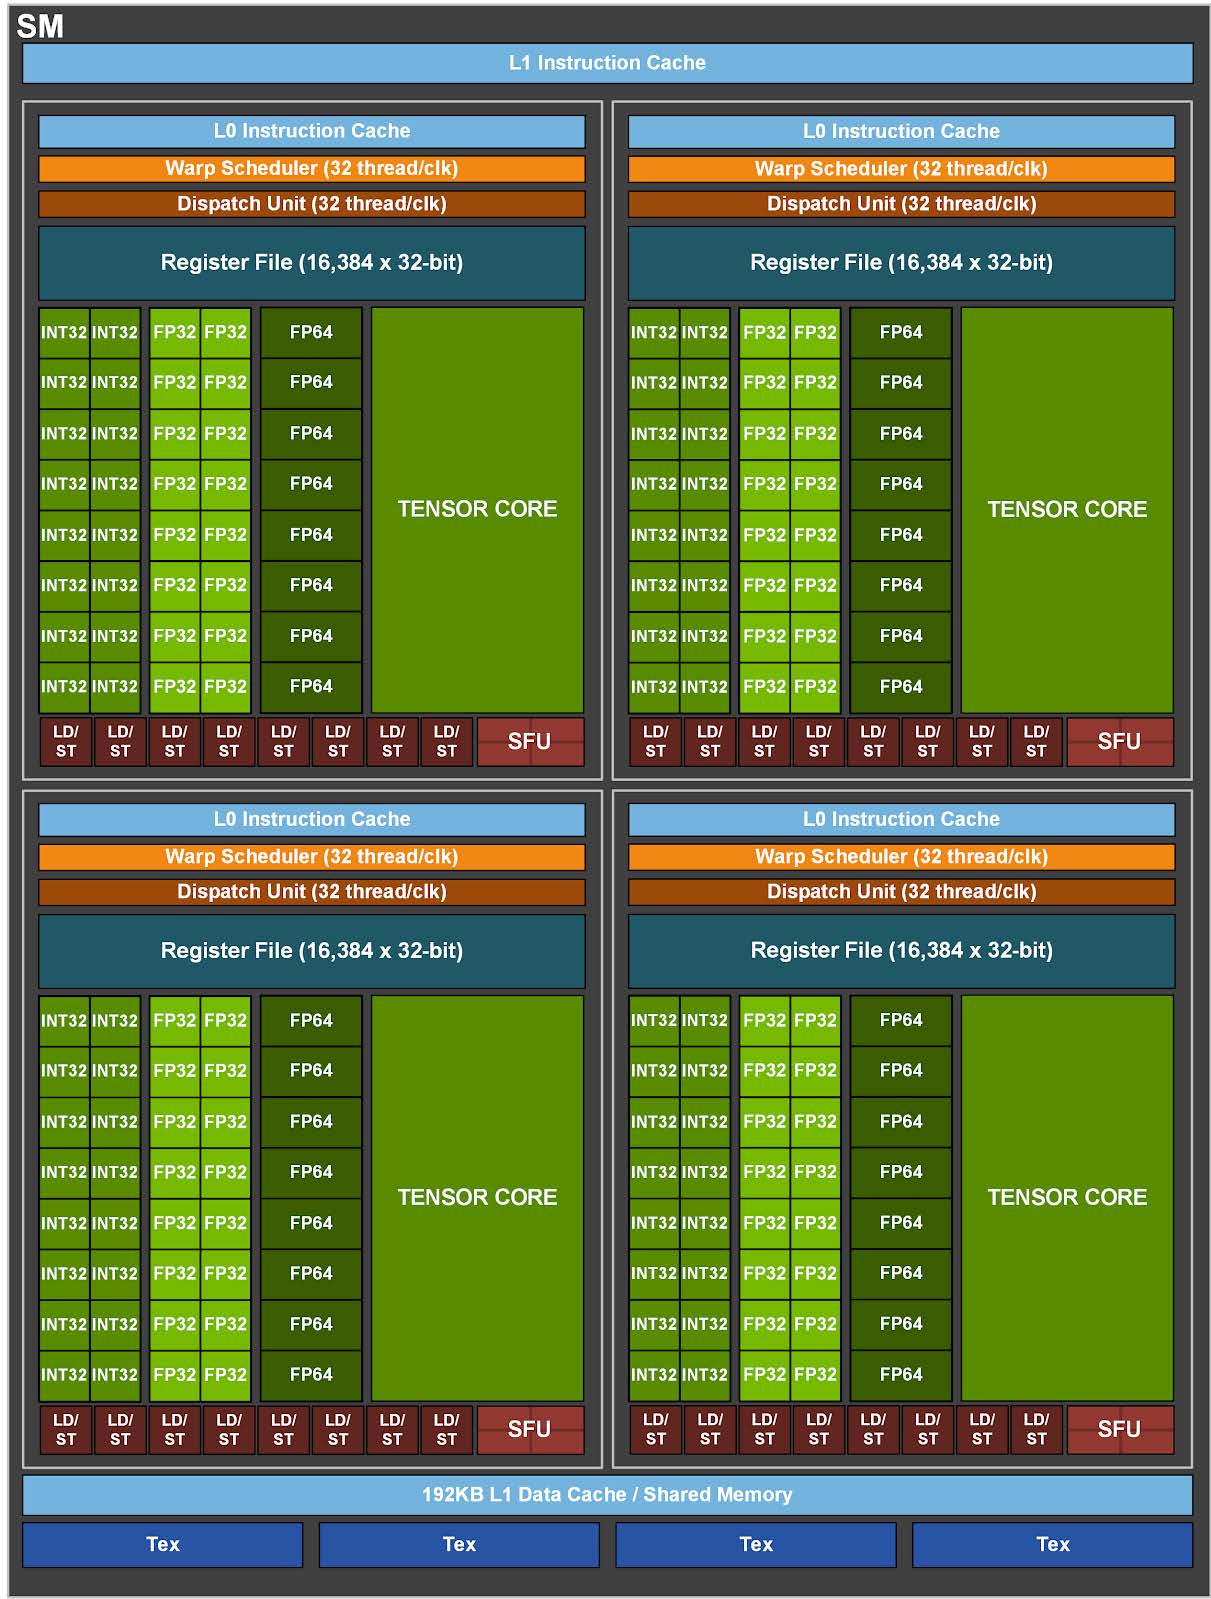 SM
L1 Instruction Cache
L0 Instruction Cache
Warp Scheduler (32 thread/clk)
Dispatch Unit (32 thread/clk)
Register File (16,384 x 32-bit)
INT32 INT32 FP32 FP32 FP64
INT32 INT32 FP32 FP32 FP64
INT32 INT32 FP32 FP32 FP64
INT32 INT32 FP32 FP32 FP64
TENSOR CORE
INT32 INT32 FP32 FP32 FP64
INT32 INT32 FP32 FP32 FP64
INT32 INT32 FP32 FP32 FP64
INT32 INT32 FP32 FP32 FP64
LD/ LD/ LD/ LD/ LD/ LD/ LD/ LD/
ST ST ST ST ST ST ST ST
SFU
L0 Instruction Cache
Warp Scheduler (32 thread/clk)
Dispatch Unit (32 thread/clk)
Register File (16,384 x 32-bit)
INT32 INT32 FP32 FP32 FP64
INT32 INT32 FP32 FP32 FP64
INT32 INT32 FP32 FP32 FP64
INT32 INT32 FP32 FP32 FP64
TENSOR CORE
INT32 INT32 FP32 FP32 FP64
INT32 INT32 FP32 FP32 FP64
INT32 INT32 FP32 FP32 FP64
INT32 INT32 FP32 FP32 FP64
LD/ LD/ LD/ LD/ LD/ LD/ LD/ LD/
ST ST ST ST ST ST ST ST
SFU
L0 Instruction Cache
Warp Scheduler (32 thread/clk)
Dispatch Unit (32 thread/clk)
Register File (16,384 x 32-bit)
INT32 INT32 FP32 FP32 FP64
INT32 INT32 FP32 FP32 FP64
INT32 INT32 FP32 FP32 FP64
INT32 INT32 FP32 FP32 FP64
TENSOR CORE
INT32 INT32 FP32 FP32 FP64
INT32 INT32 FP32 FP32 FP64
INT32 INT32 FP32 FP32 FP64
INT32 INT32 FP32 FP32 FP64
LD/ LD/ LD/ LD/ LD/ LD/ LD/ LD/
ST ST ST ST ST ST ST ST
SFU
L0 Instruction Cache
Warp Scheduler (32 thread/clk)
Dispatch Unit (32 thread/clk)
Register File (16,384 x 32-bit)
INT32 INT32 FP32 FP32 FP64
INT32 INT32 FP32 FP32 FP64
INT32 INT32 FP32 FP32 FP64
INT32 INT32 FP32 FP32 FP64
TENSOR CORE
INT32 INT32 FP32 FP32 FP64
INT32 INT32 FP32 FP32 FP64
INT32 INT32 FP32 FP32 FP64
INT32 INT32 FP32 FP32 FP64
LD/ LD/ LD/ LD/ LD/ LD/ LD/ LD/
ST ST ST ST ST ST ST ST
SFU
192KB L1 Data Cache / Shared Memory
Tex Tex Tex Tex